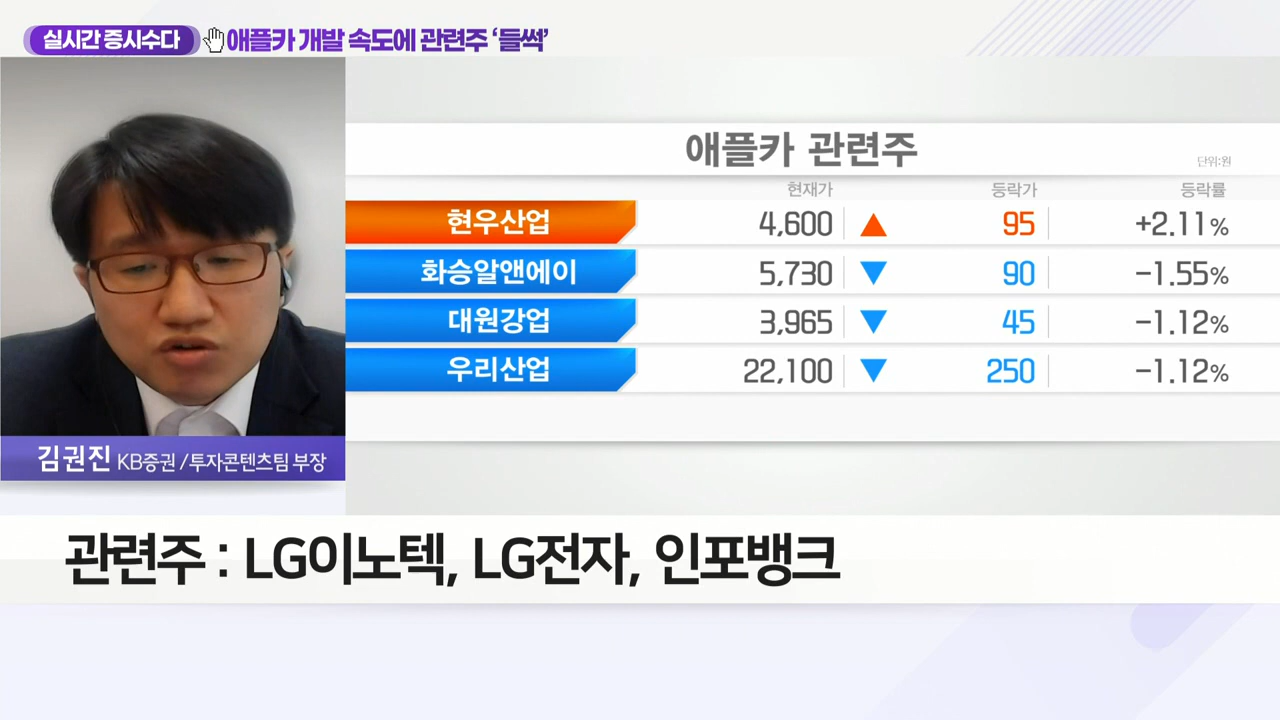 실시간 증시수다 애플카 개발 속도에 관련주 ‘들썩’
애플카 관련주
단위:원
현재가 등락가 등락률
현우산업 4,600 ▲ 95 +2.11%
화승알앤에이 5,730 ▼ 90 -1.55%
대원강업 3,965 ▼ 45 -1.12%
우리산업 22,100 ▼ 250 -1.12%
김권진 KB증권 / 투자콘텐츠팀 부장
관련주 : LG이노텍, LG전자, 인포뱅크